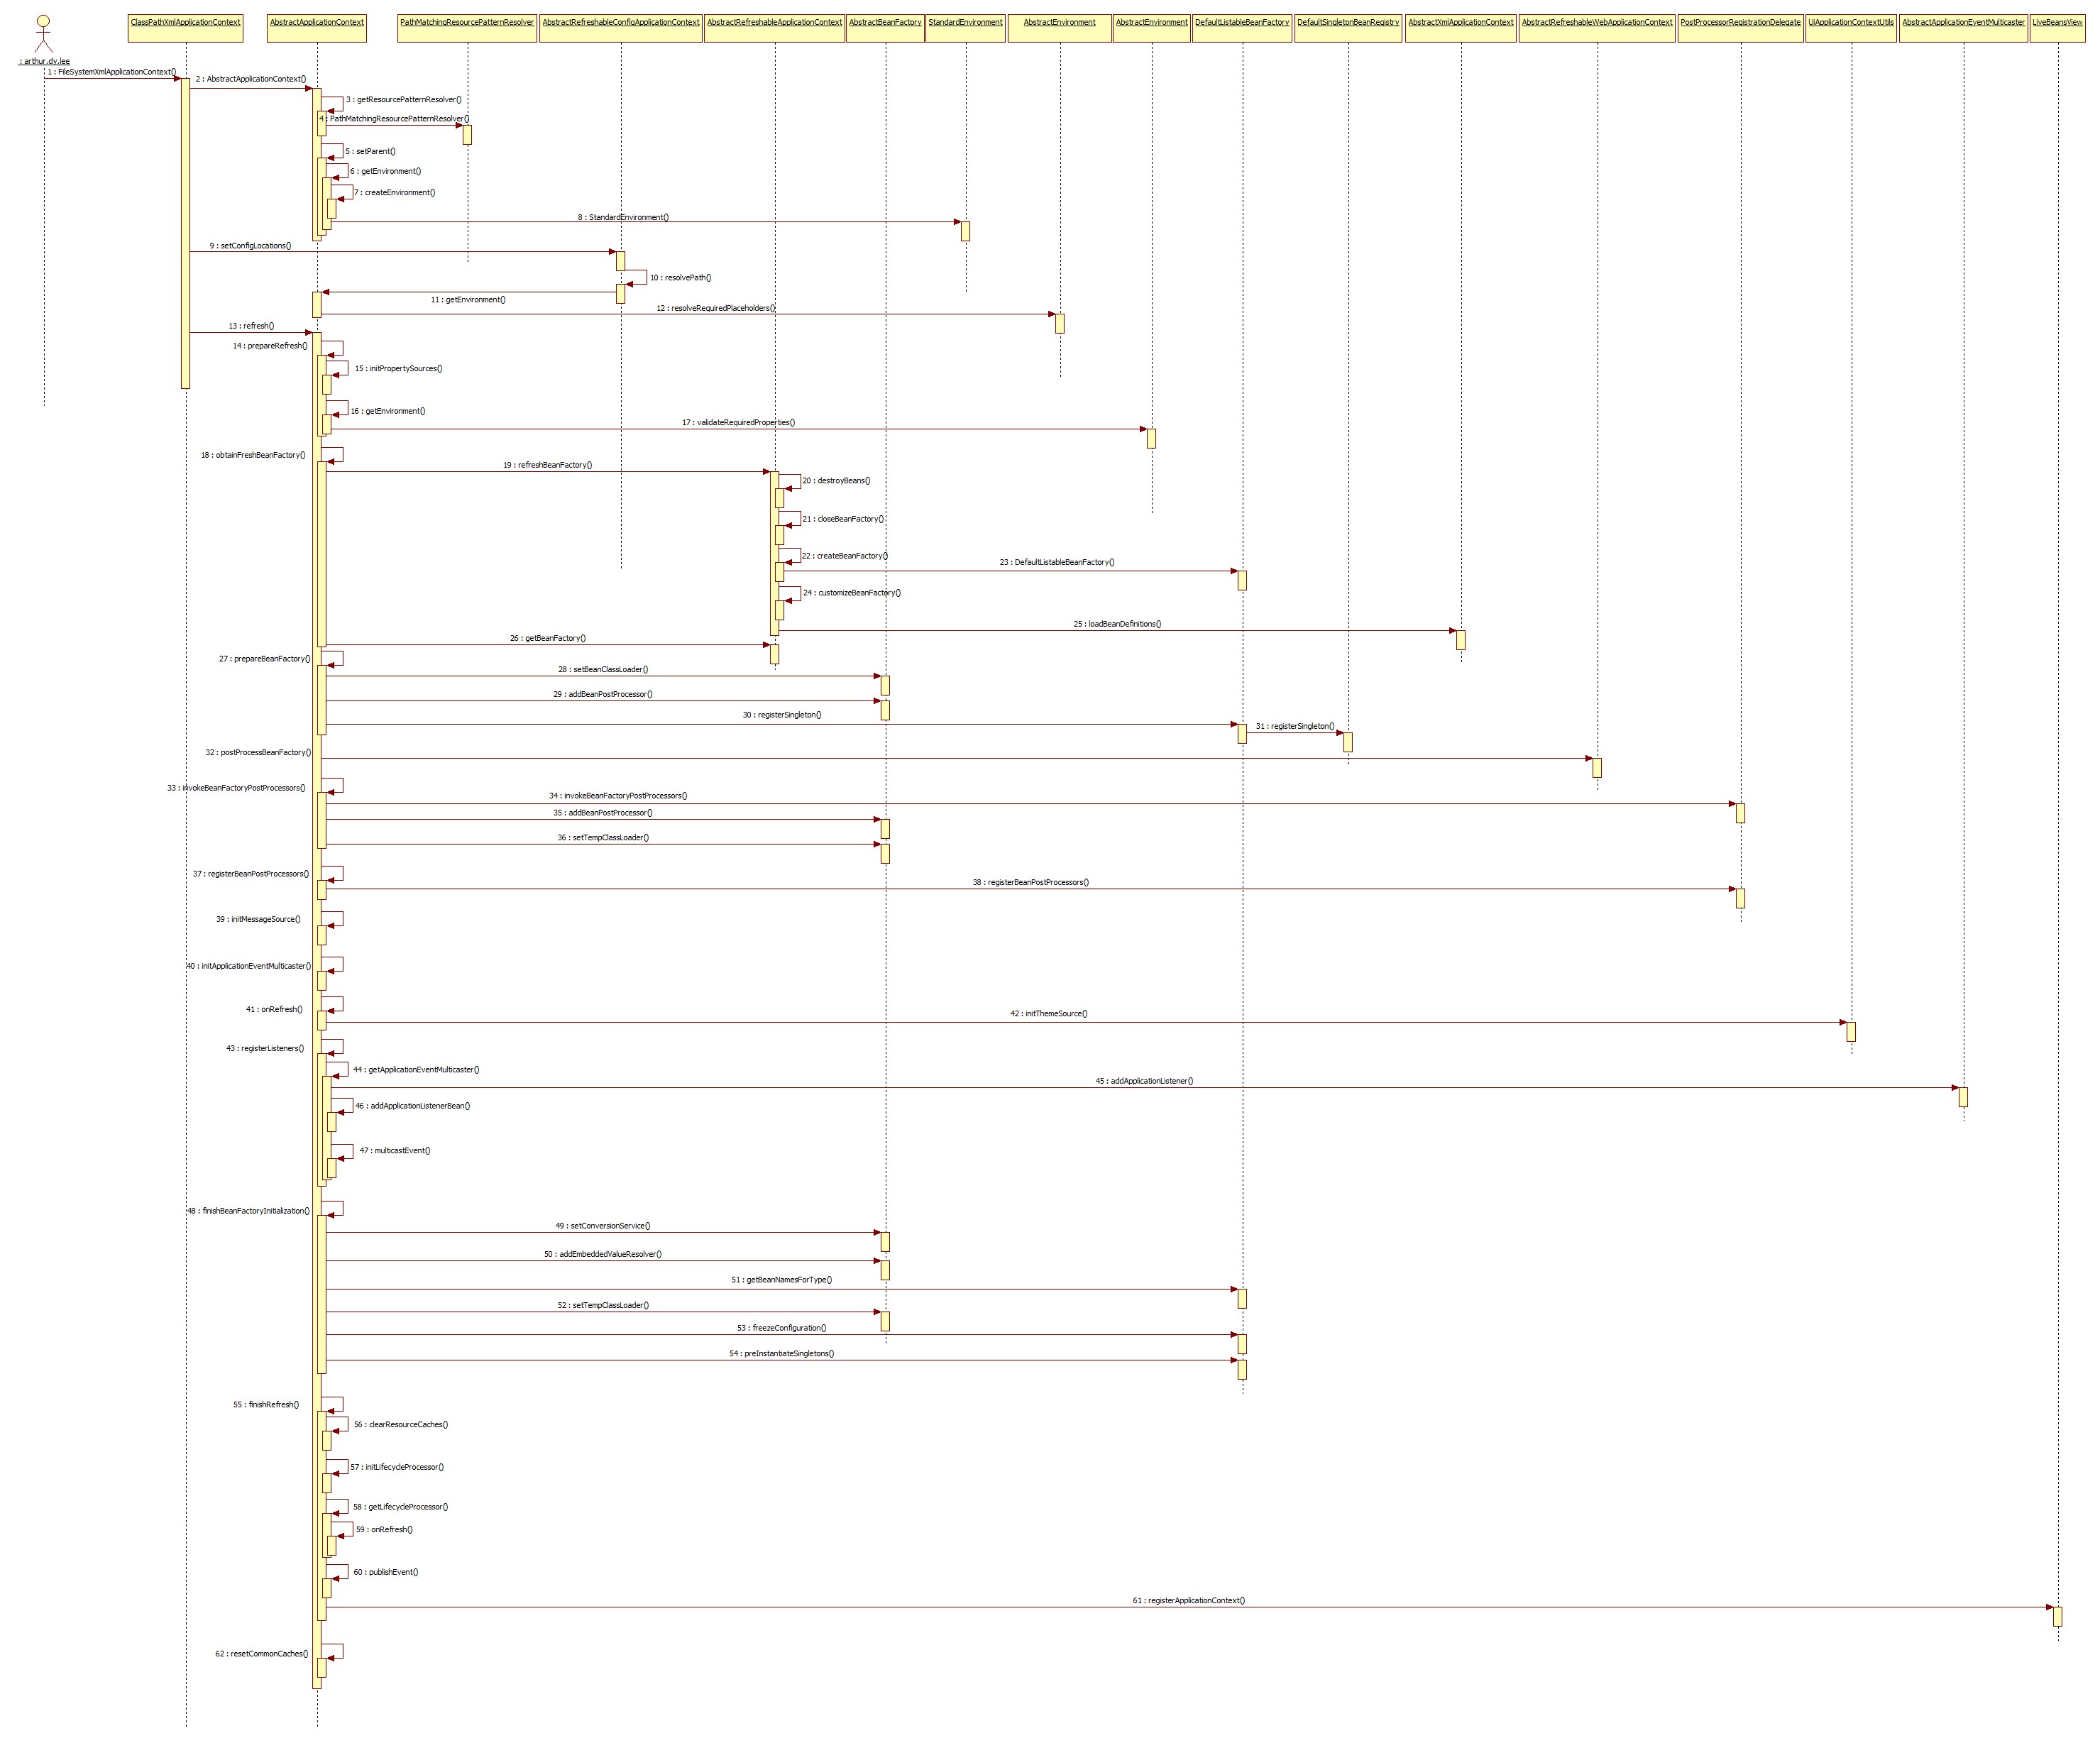 ClassPathXmlApplicationContext
AbstractApplicationContext
PathMatchingResourcePatternResolver
AbstractRefreshableConfigApplicationContext
AbstractRefreshableApplicationContext
AbstractBeanFactory
StandardEnvironment
AbstractEnvironment
AbstractEnvironment
DefaultListableBeanFactory
DefaultSingletonBeanRegistry
AbstractXmlApplicationContext
AbstractRefreshableWebApplicationContext
PostProcessorRegistrationDelegate
UiApplicationContextUtils
AbstractApplicationEventMulticaster
LiveBeansView
: arthur.dy.lee
1 : FileSystemXmlApplicationContext()
2 : AbstractApplicationContext()
3 : getResourcePatternResolver()
4 : PathMatchingResourcePatternResolver()
5 : setParent()
6 : getEnvironment()
7 : createEnvironment()
8 : StandardEnvironment()
9 : setConfigLocations()
10 : resolvePath()
11 : getEnvironment()
12 : resolveRequiredPlaceholders()
13 : refresh()
14 : prepareRefresh()
15 : initPropertySources()
16 : getEnvironment()
17 : validateRequiredProperties()
18 : obtainFreshBeanFactory()
19 : refreshBeanFactory()
20 : destroyBeans()
21 : closeBeanFactory()
22 : createBeanFactory()
23 : DefaultListableBeanFactory()
24 : customizeBeanFactory()
25 : loadBeanDefinitions()
26 : getBeanFactory()
27 : prepareBeanFactory()
28 : setBeanClassLoader()
29 : addBeanPostProcessor()
30 : registerSingleton()
31 : registerSingleton()
32 : postProcessBeanFactory()
33 : invokeBeanFactoryPostProcessors()
34 : invokeBeanFactoryPostProcessors()
35 : addBeanPostProcessor()
36 : setTempClassLoader()
37 : registerBeanPostProcessors()
38 : registerBeanPostProcessors()
39 : initMessageSource()
40 : initApplicationEventMulticaster()
41 : onRefresh()
42 : initThemeSource()
43 : registerListeners()
44 : getApplicationEventMulticaster()
45 : addApplicationListener()
46 : addApplicationListenerBean()
47 : multicastEvent()
48 : finishBeanFactoryInitialization()
49 : setConversionService()
50 : addEmbeddedValueResolver()
51 : getBeanNamesForType()
52 : setTempClassLoader()
53 : freezeConfiguration()
54 : preInstantiateSingletons()
55 : finishRefresh()
56 : clearResourceCaches()
57 : initLifecycleProcessor()
58 : getLifecycleProcessor()
59 : onRefresh()
60 : publishEvent()
61 : registerApplicationContext()
62 : resetCommonCaches()